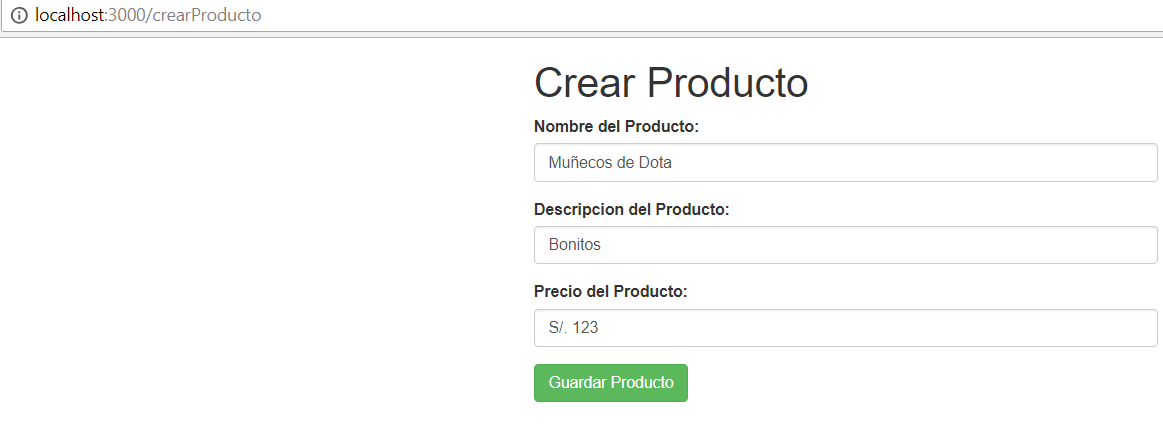 localhost:3000/crearProducto
Crear Producto
Nombre del Producto:
Muñecos de Dota
Descripcion del Producto:
Bonitos
Precio del Producto:
S/. 123
Guardar Producto